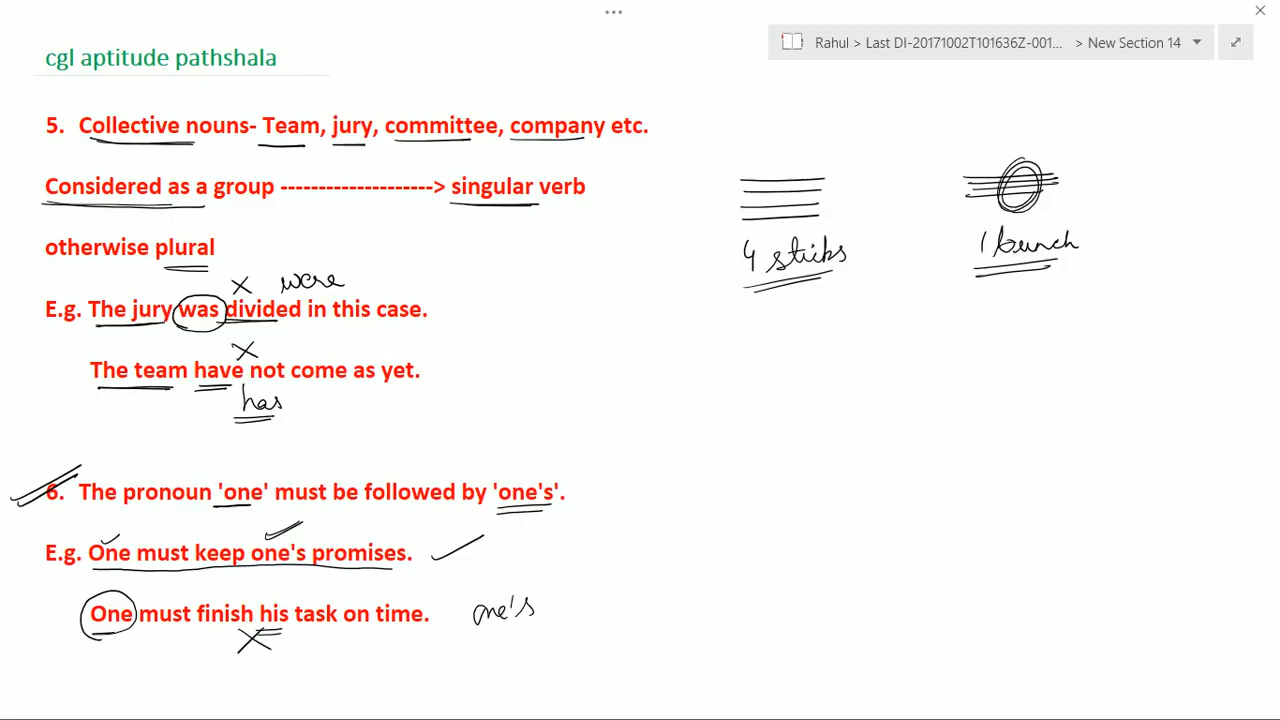 Rahul > Last DI-20171002T101636Z-001... > New Section 14
cgl aptitude pathshala
5. Collective nouns- Team, jury, committee, company etc.
Considered as a group --------------------> singular verb
4 sticks
1 bunch
otherwise plural
x were
E.g. The jury was divided in this case.
x
The team have not come as yet.
has
6. The pronoun 'one' must be followed by 'one's'.
E.g. One must keep one's promises.
One must finish his task on time. one's
x